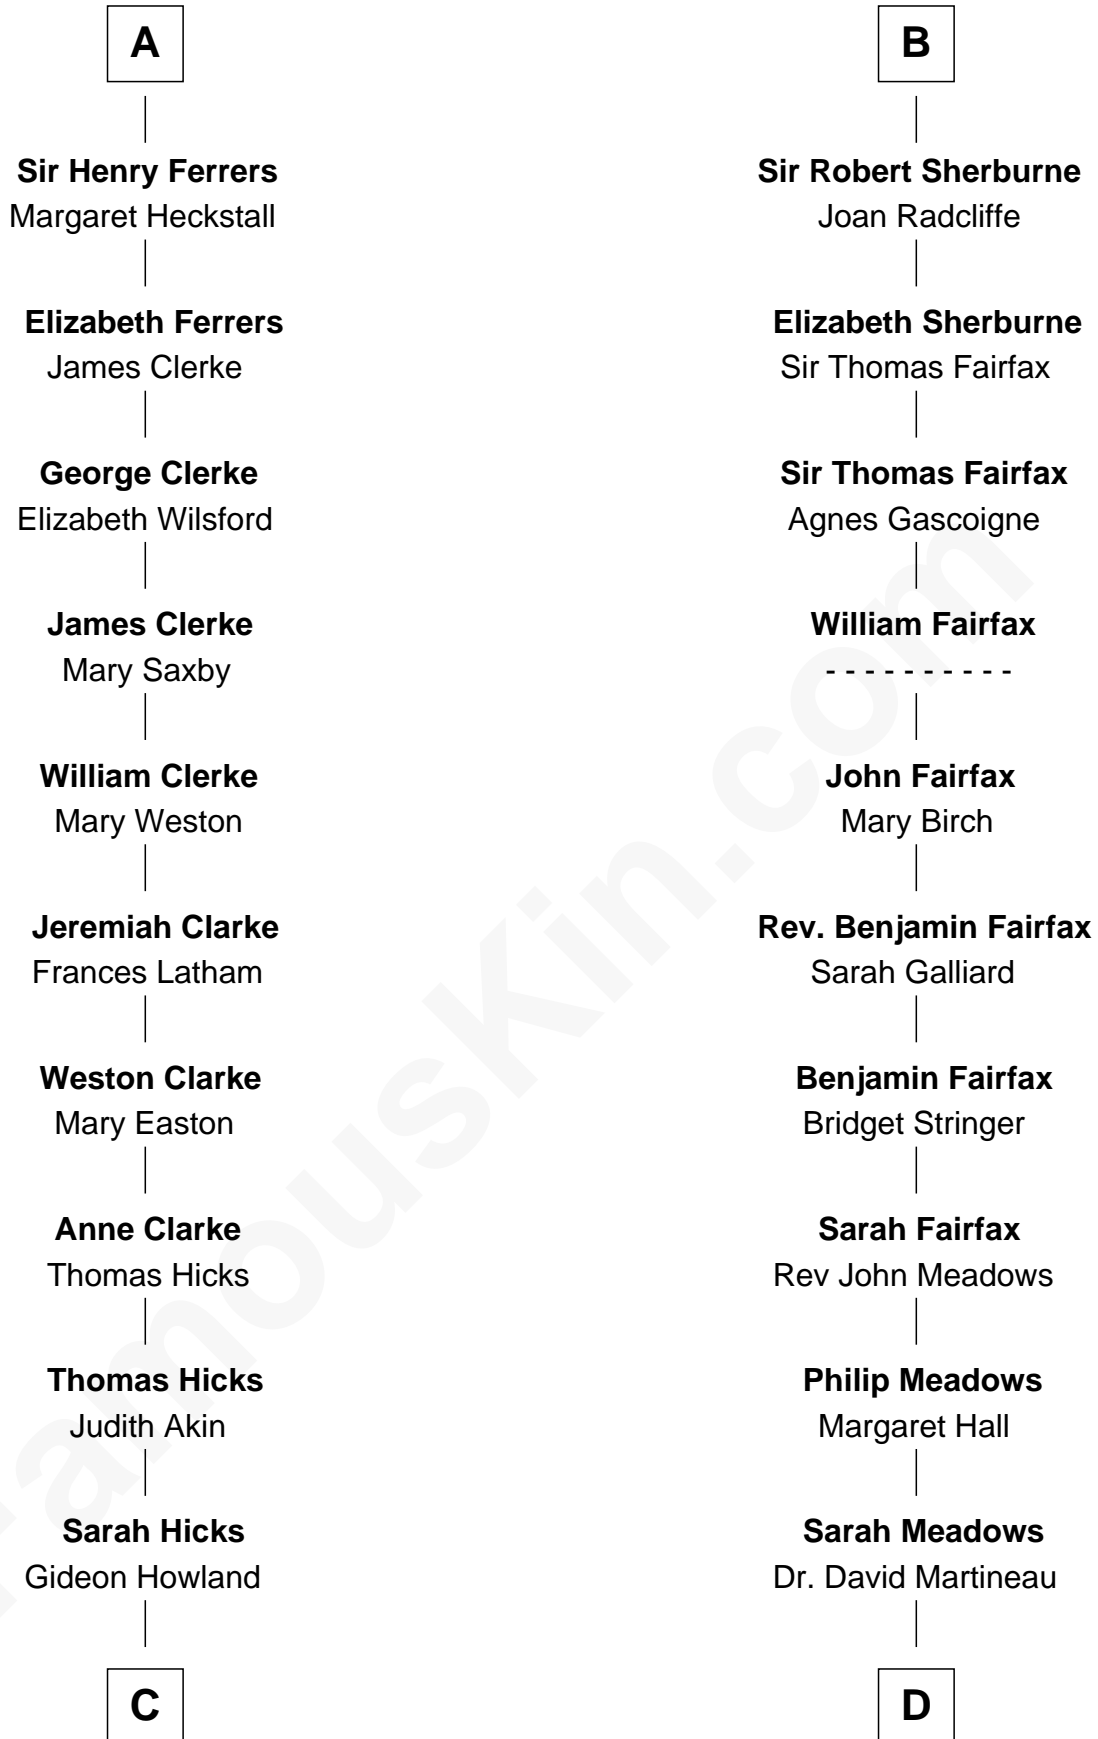 A
Sir Henry Ferrers
Margaret Heckstall
Elizabeth Ferrers
James Clerke
George Clerke
Elizabeth Wilsford
James Clerke
Mary Saxby
William Clerke
Mary Weston
Jeremiah Clarke
Frances Latham
Weston Clarke
Mary Easton
Anne Clarke
Thomas Hicks
Thomas Hicks
Judith Akin
Sarah Hicks
Gideon Howland
C
B
Sir Robert Sherburne
Joan Radcliffe
Elizabeth Sherburne
Sir Thomas Fairfax
Sir Thomas Fairfax
Agnes Gascoigne
William Fairfax
- - - - - - - - - -
John Fairfax
Mary Birch
Rev. Benjamin Fairfax
Sarah Galliard
Benjamin Fairfax
Bridget Stringer
Sarah Fairfax
Rev John Meadows
Philip Meadows
Margaret Hall
Sarah Meadows
Dr. David Martineau
D
FamousKin.com